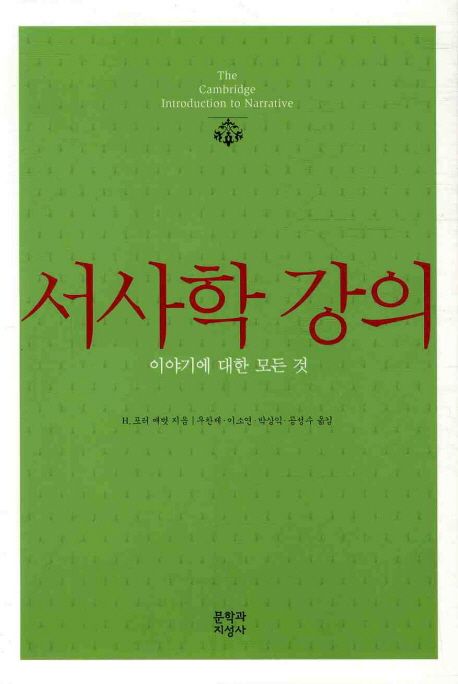 The
Cambridge
Introduction to Narrative
서사학 강의
이야기에 대한 모든 것
H. 포터 애벗 지음 | 우찬제·이소연·박상익·공성수 옮김
문학과
지성사